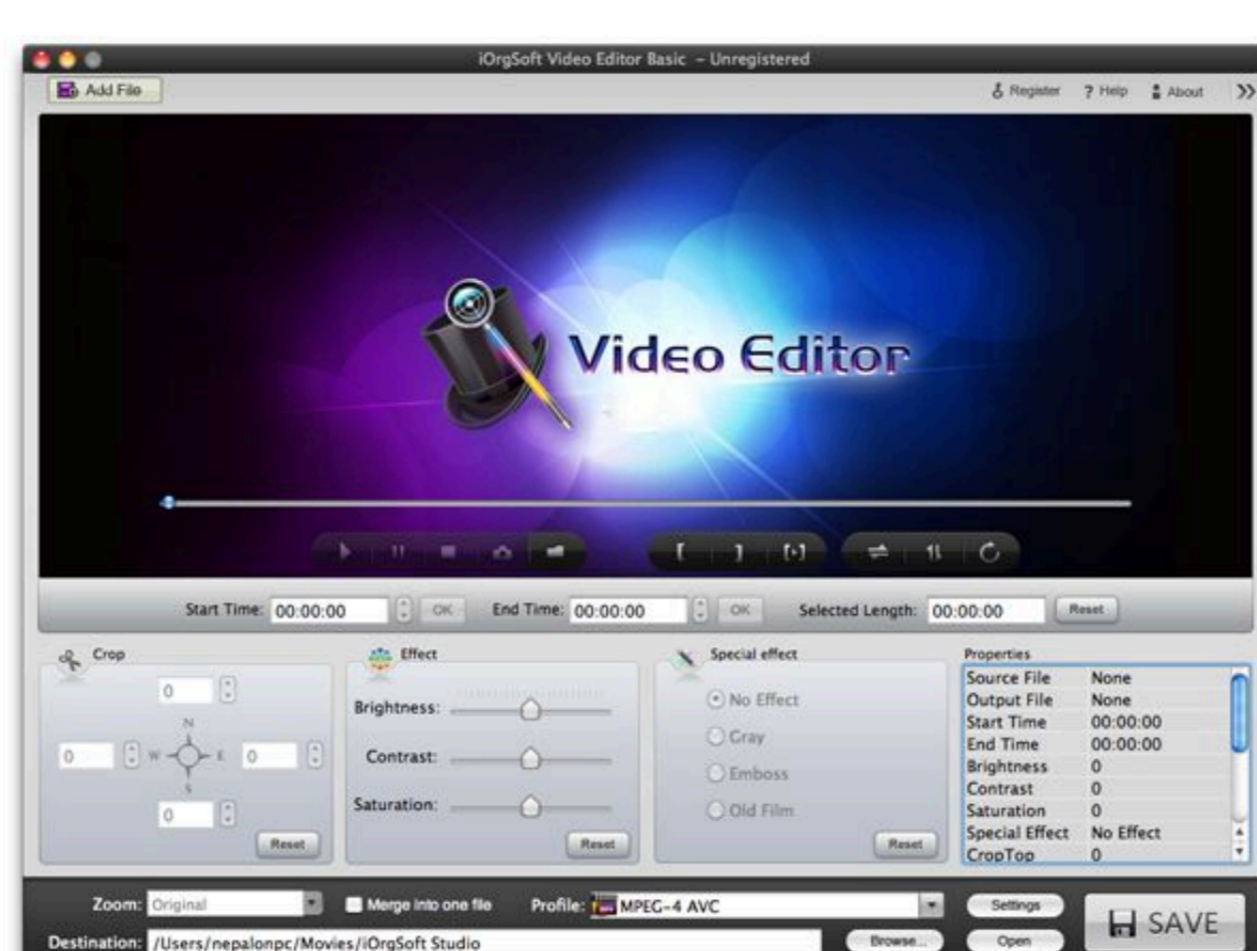 iOrgSoft Video Editor Basic - Unregistered
Add File
Register ? Help About
Video Editor
Start Time: 00:00:00 OK End Time: 00:00:00 OK Selected Length: 00:00:00 Reset
Crop
0
N
0 W E 0
S
0
Reset
Effect
Brightness:
Contrast:
Saturation:
Reset
Special effect
No Effect
Gray
Emboss
Old Film
Reset
Properties
Source File None
Output File None
Start Time 00:00:00
End Time 00:00:00
Brightness 0
Contrast 0
Saturation 0
Special Effect No Effect
CropTop 0
Zoom: Original Merge into one file Profile: MPEG-4 AVC Settings
SAVE
Destination: /Users/nepalonpc/Movies/iOrgSoft Studio Browse... Open